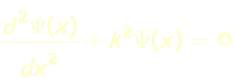 d²Ψ(x)/dx² + k²Ψ(x) = 0